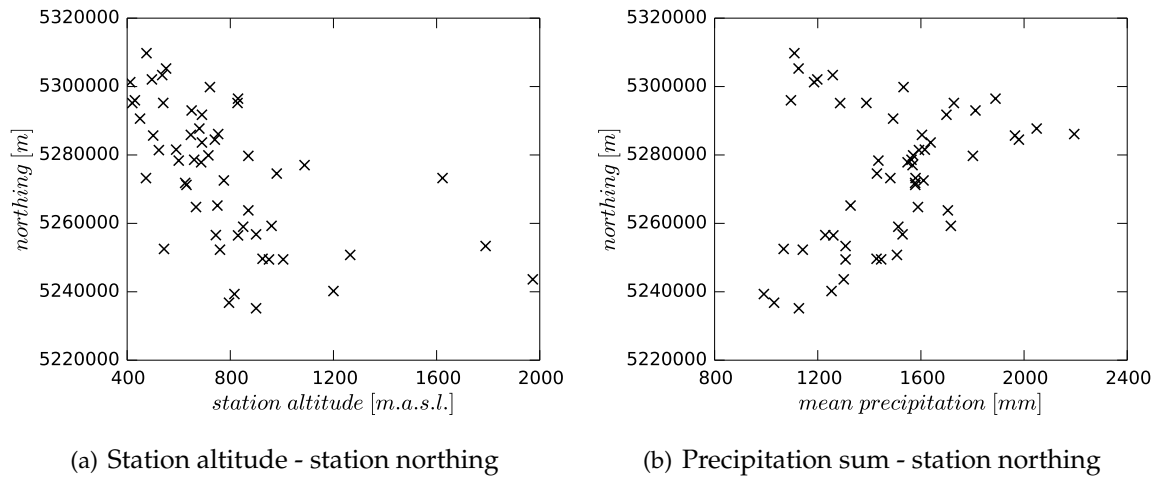 5320000
5300000
5280000
5260000
5240000
5220000
northing [m]
400 800 1200 1600 2000
station altitude [m.a.s.l.]
(a) Station altitude - station northing
5320000
5300000
5280000
5260000
5240000
5220000
northing [m]
800 1200 1600 2000 2400
mean precipitation [mm]
(b) Precipitation sum - station northing